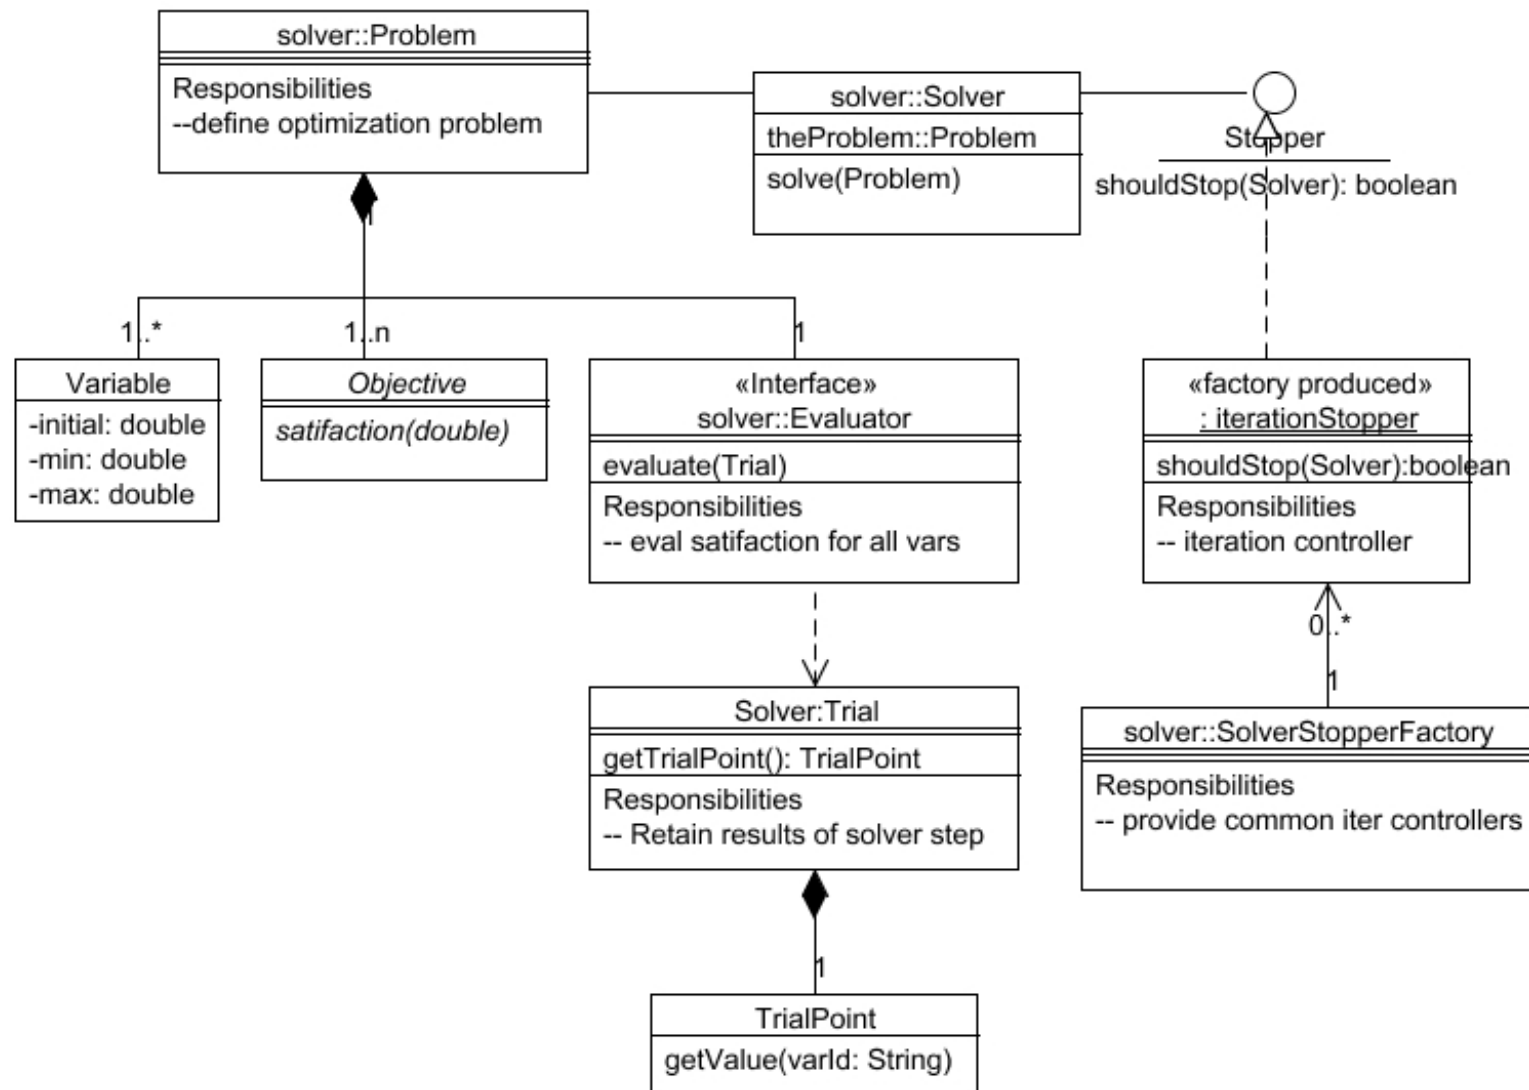 solver::Problem
Responsibilities
--define optimization problem
1
solver::Solver
theProblem::Problem
solve(Problem)
Stopper
shouldStop(Solver): boolean
1..*
1..n
1
Variable
-initial: double
-min: double
-max: double
Objective
satifaction(double)
«Interface»
solver::Evaluator
evaluate(Trial)
Responsibilities
-- eval satifaction for all vars
«factory produced»
: iterationStopper
shouldStop(Solver):boolean
Responsibilities
-- iteration controller
0..*
1
Solver:Trial
getTrialPoint(): TrialPoint
Responsibilities
-- Retain results of solver step
solver::SolverStopperFactory
Responsibilities
-- provide common iter controllers
1
TrialPoint
getValue(varId: String)